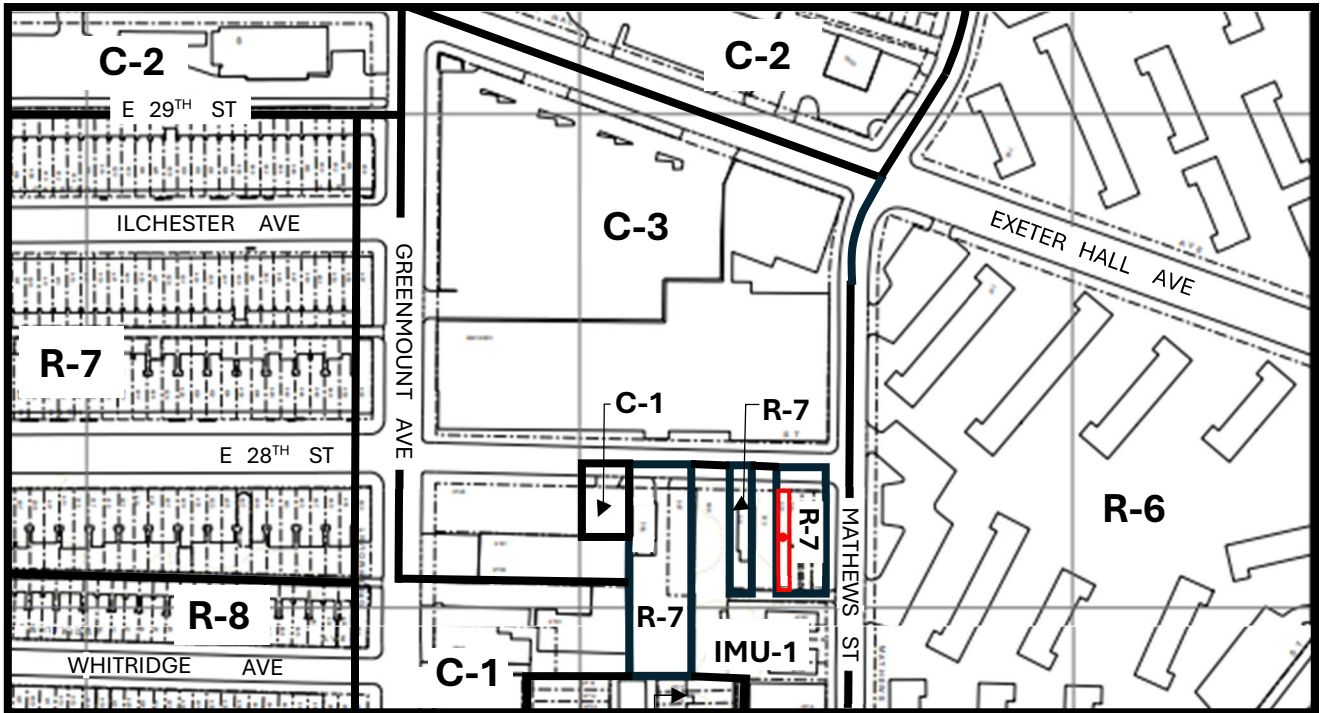 C-2
C-2
E 29TH ST
ILCHESTER AVE
C-3
EXETER HALL AVE
GREENMOUNT AVE
R-7
C-1
R-7
E 28TH ST
R-7
R-6
MATHEWS ST
R-8
R-7
IMU-1
WHITRIDGE AVE
C-1